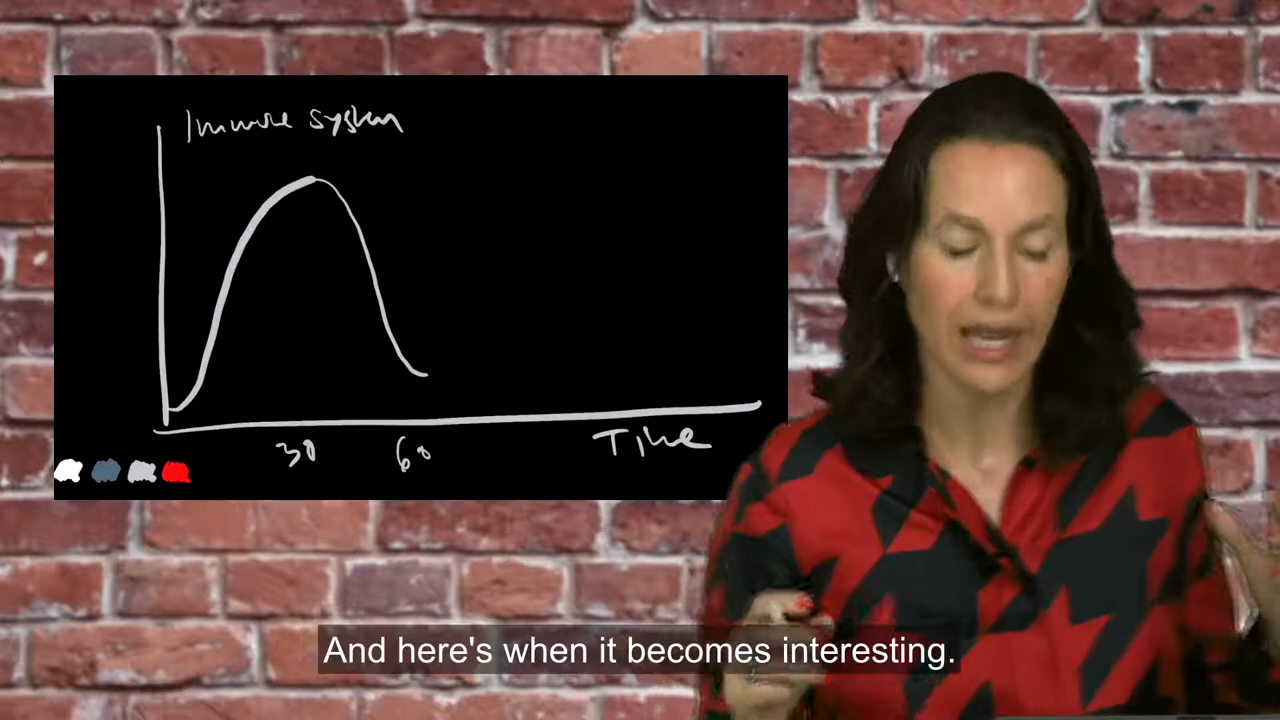 Immune system
30 60 Time
And here's when it becomes interesting.